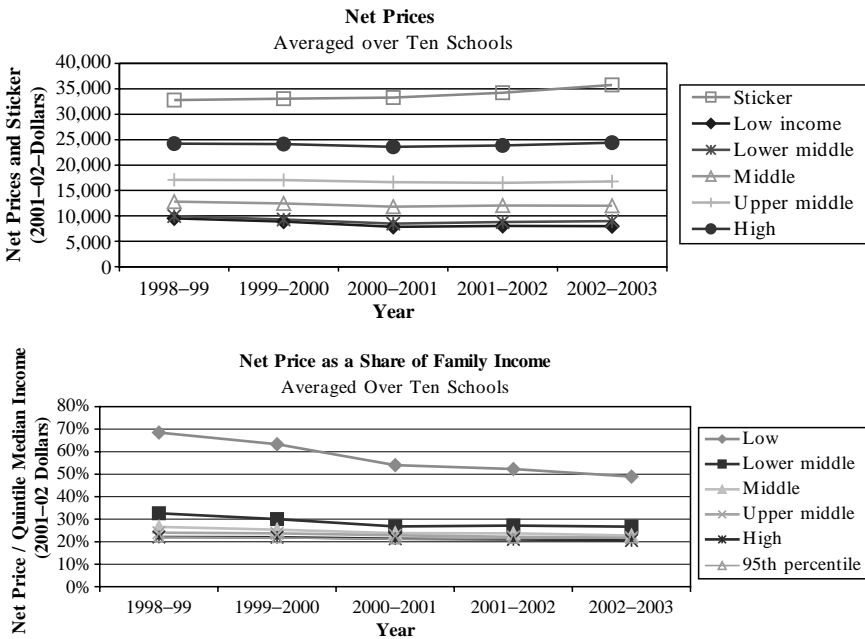 Net Prices
Averaged over Ten Schools
Net Prices and Sticker
(2001–02–Dollars)
40,000
35,000
30,000
25,000
20,000
15,000
10,000
5,000
0
1998–99 1999–2000 2000–2001 2001–2002 2002–2003
Year
Sticker
Low income
Lower middle
Middle
Upper middle
High
Net Price as a Share of Family Income
Averaged Over Ten Schools
Net Price / Quintile Median Income
(2001–02 Dollars)
80%
70%
60%
50%
40%
30%
20%
10%
0%
1998–99 1999–2000 2000–2001 2001–2002 2002–2003
Year
Low
Lower middle
Middle
Upper middle
High
95th percentile